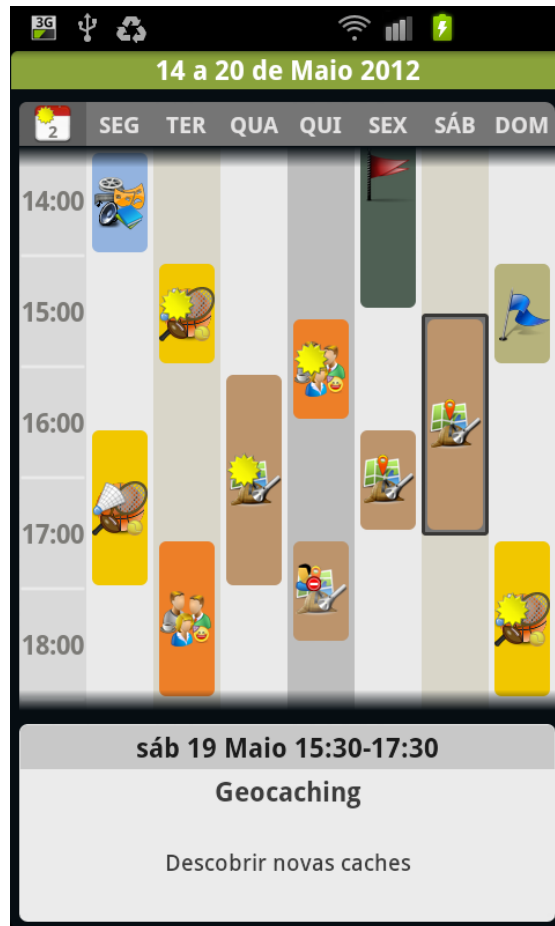 3G
14 a 20 de Maio 2012
2 SEG TER QUA QUI SEX SÁB DOM
14:00
15:00
16:00
17:00
18:00
sáb 19 Maio 15:30-17:30
Geocaching
Descobrir novas caches